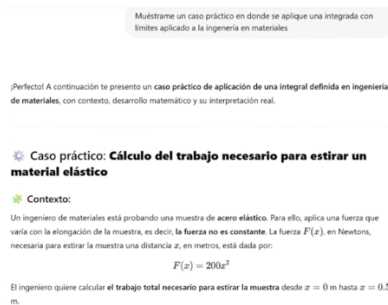 Muéstrame un caso práctico en donde se aplique una integrada con
límites aplicado a la ingenería en materiales
¡Perfecto! A continuación te presento un caso práctico de aplicación de una integral definida en ingeniería
de materiales, con contexto, desarrollo matemático y su interpretación real.
Caso práctico: Cálculo del trabajo necesario para estirar un
material elástico
Contexto:
Un ingeniero de materiales está probando una muestra de acero elástico. Para ello, aplica una fuerza que
varía con la elongación de la muestra, es decir, la fuerza no es constante. La fuerza F(x), en Newtons,
necesaria para estirar la muestra una distancia x, en metros, está dada por:
F(x) = 200x²
El ingeniero quiere calcular el trabajo total necesario para estirar la muestra desde x = 0 m hasta x = 0.5
m.